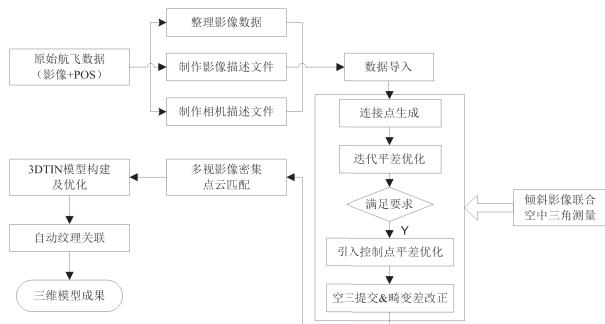 原始航飞数据
（影像+POS）
整理影像数据
制作影像描述文件
制作相机描述文件
数据导入
连接点生成
迭代平差优化
满足要求
Y
引入控制点平差优化
空三提交&畸变差改正
倾斜影像联合
空中三角测量
多视影像密集
点云匹配
3DTIN模型构建
及优化
自动纹理关联
三维模型成果